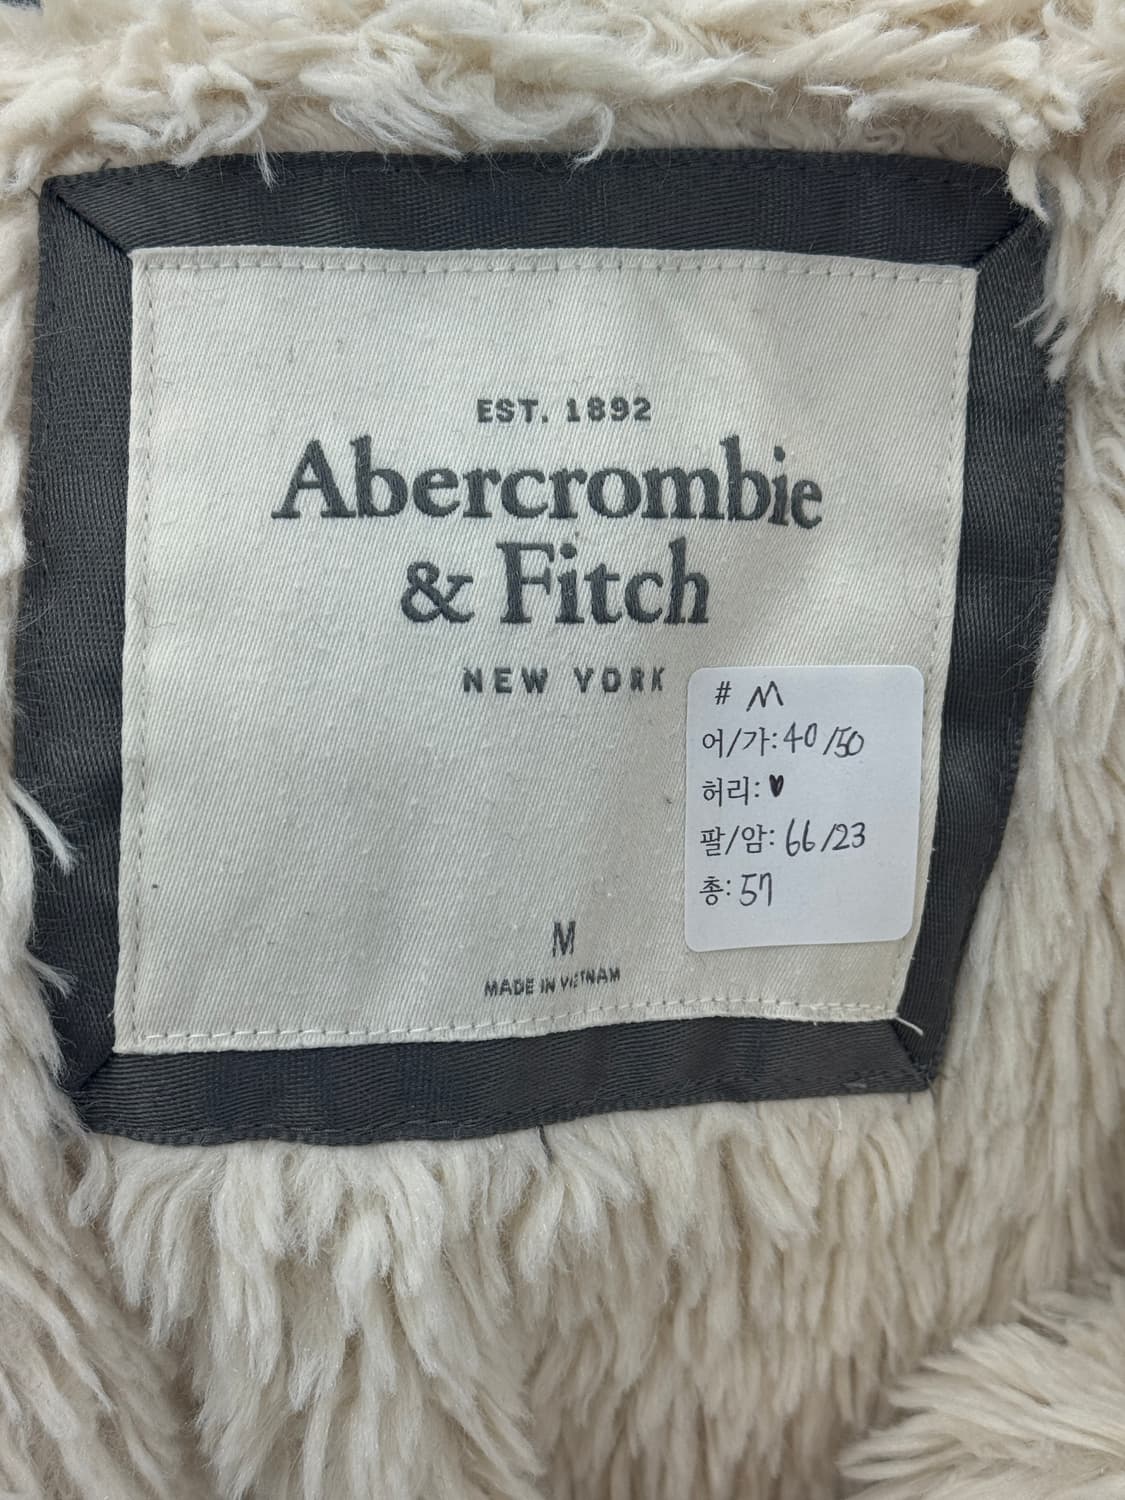 EST. 1892
Abercrombie
& Fitch
NEW YORK
# M
어/가: 40/50
허리: ♥
팔/암: 66/23
총: 57
M
MADE IN VIETNAM